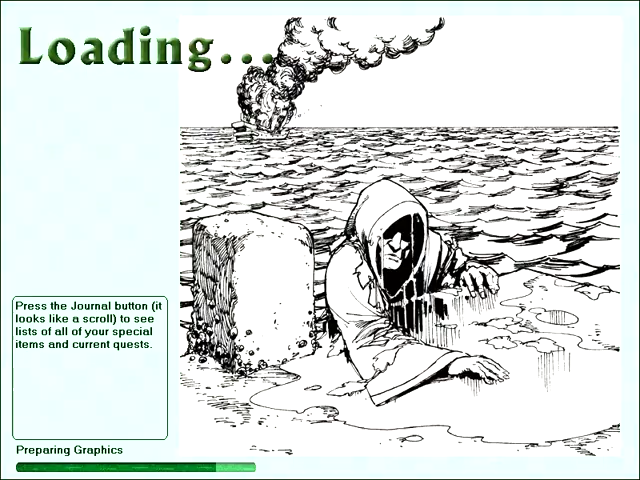 Loading...
Press the Journal button (it
looks like a scroll) to see
lists of all of your special
items and current quests.
Preparing Graphics